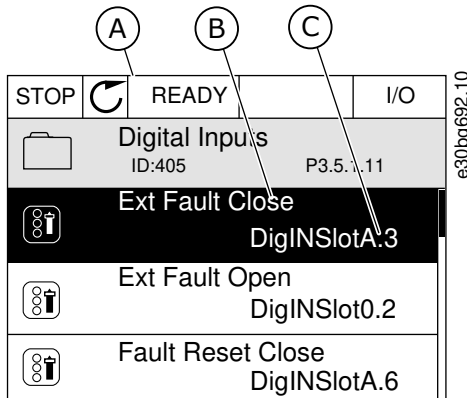 A B C
STOP READY I/O
Digital Inputs
ID:405 P3.5.1.11
Ext Fault Close
DigINSlotA.3
Ext Fault Open
DigINSlot0.2
Fault Reset Close
DigINSlotA.6
e30bg692.10